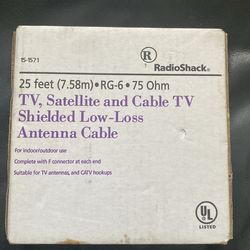 15-1571
R
RadioShack®
25 feet (7.58m)•RG-6•75 Ohm
TV, Satellite and Cable TV
Shielded Low-Loss
Antenna Cable
For indoor/outdoor use
Complete with F connector at each end
Suitable for TV antennas, and CATV hookups
UL
®
LISTED